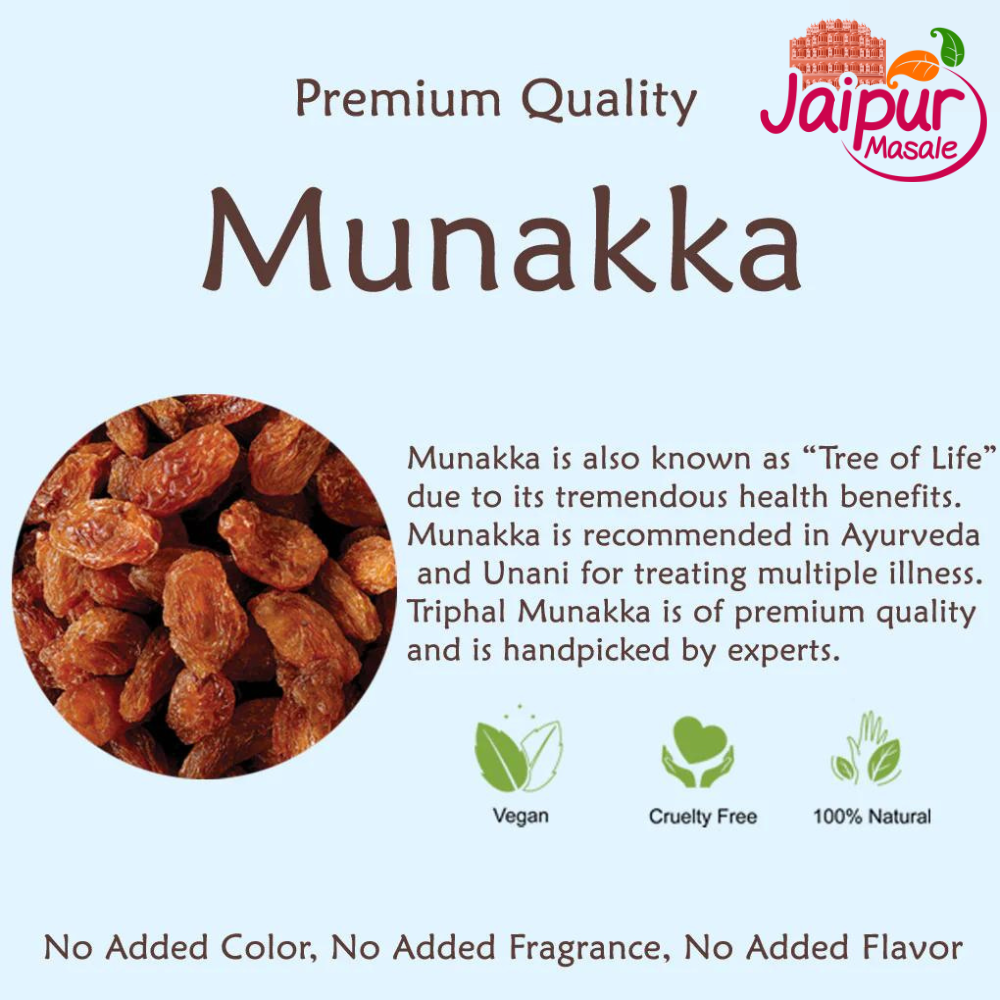 Jaipur
Masale
Premium Quality
Munakka
Munakka is also known as “Tree of Life”
due to its tremendous health benefits.
Munakka is recommended in Ayurveda
and Unani for treating multiple illness.
Triphal Munakka is of premium quality
and is handpicked by experts.
Vegan
Cruelty Free
100% Natural
No Added Color, No Added Fragrance, No Added Flavor